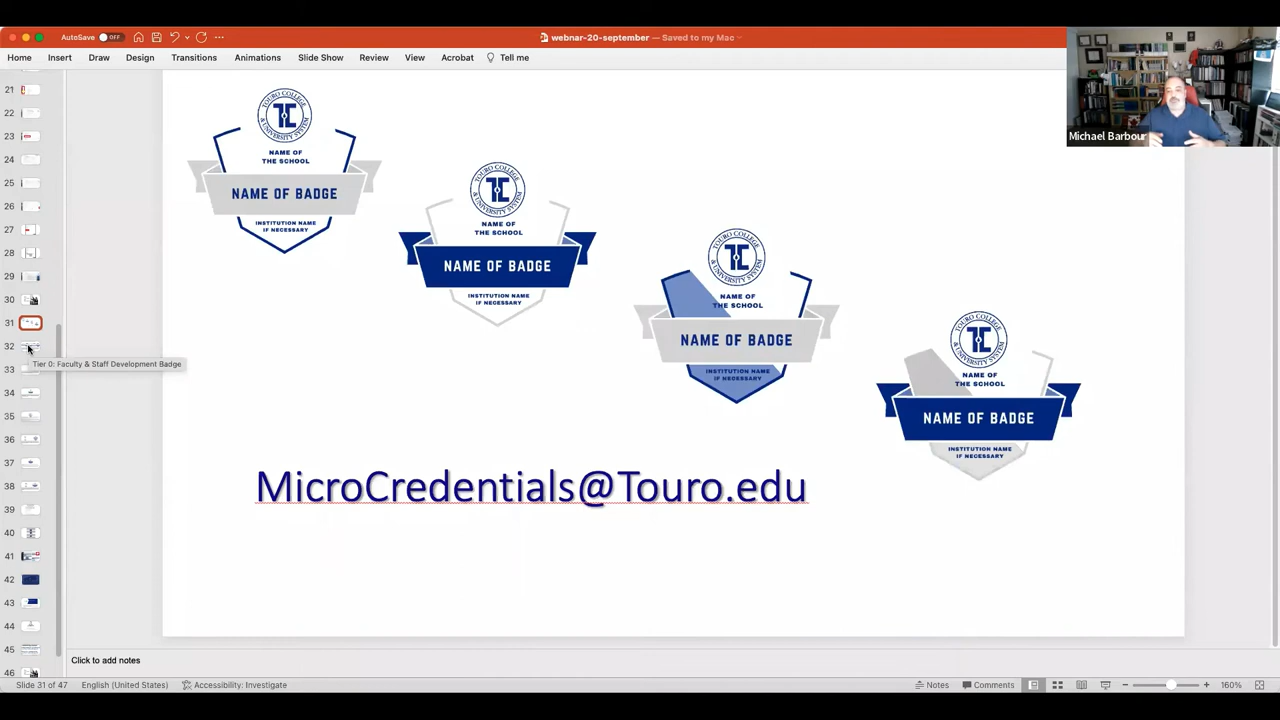 AutoSave OFF
webnar-20-september — Saved to my Mac
Home Insert Draw Design Transitions Animations Slide Show Review View Acrobat Tell me
Michael Barbour
21
22
23
24
25
26
27
28
29
30
31
32
33
34
35
36
37
38
39
40
41
42
43
44
45
46
Tier 0: Faculty & Staff Development Badge
TOURO COLLEGE & UNIVERSITY SYSTEM
NAME OF
THE SCHOOL
NAME OF BADGE
INSTITUTION NAME
IF NECESSARY
TOURO COLLEGE & UNIVERSITY SYSTEM
NAME OF
THE SCHOOL
NAME OF BADGE
INSTITUTION NAME
IF NECESSARY
TOURO COLLEGE & UNIVERSITY SYSTEM
NAME OF
THE SCHOOL
NAME OF BADGE
INSTITUTION NAME
IF NECESSARY
TOURO COLLEGE & UNIVERSITY SYSTEM
NAME OF
THE SCHOOL
NAME OF BADGE
INSTITUTION NAME
IF NECESSARY
MicroCredentials@Touro.edu
Click to add notes
Slide 31 of 47 English (United States) Accessibility: Investigate Notes Comments 160%